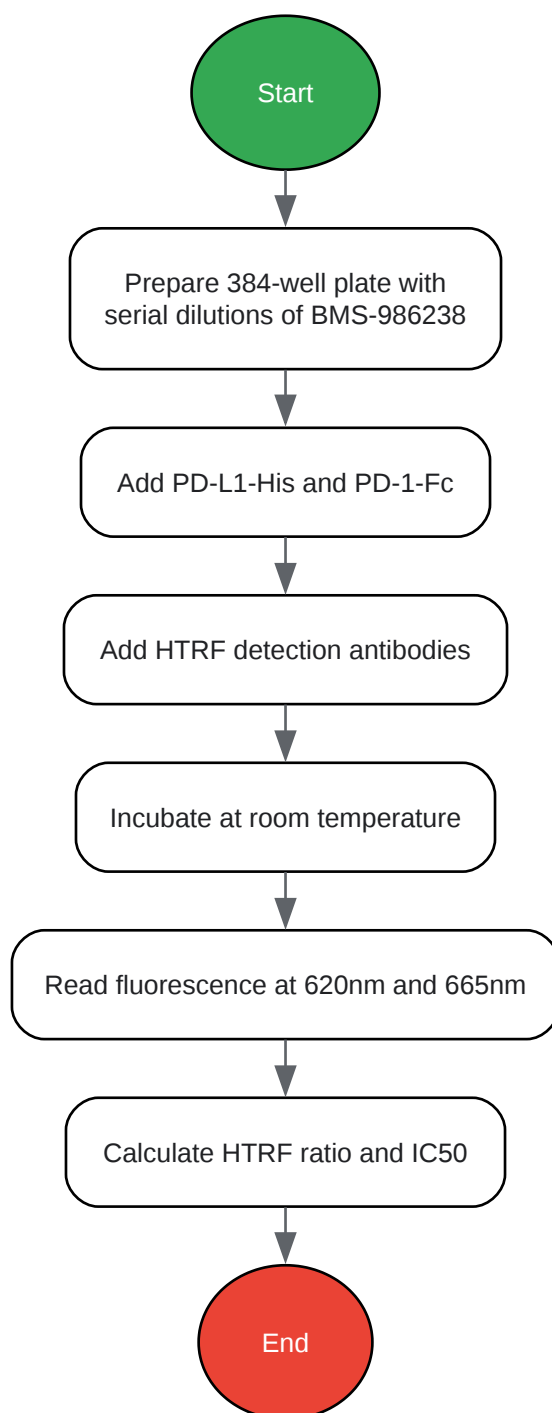 Start
Prepare 384-well plate with
serial dilutions of BMS-986238
Add PD-L1-His and PD-1-Fc
Add HTRF detection antibodies
Incubate at room temperature
Read fluorescence at 620nm and 665nm
Calculate HTRF ratio and IC50
End